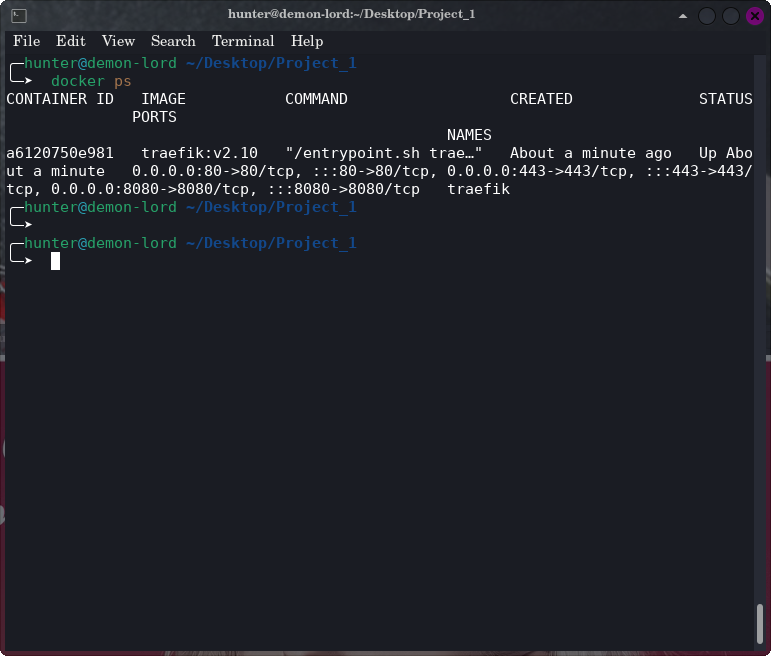 hunter@demon-lord:~/Desktop/Project_1
File Edit View Search Terminal Help
hunter@demon-lord ~/Desktop/Project_1
docker ps
CONTAINER ID   IMAGE           COMMAND                  CREATED              STATUS
PORTS
NAMES
a6120750e981   traefik:v2.10   "/entrypoint.sh trae…"   About a minute ago   Up Abo
ut a minute   0.0.0.0:80->80/tcp, :::80->80/tcp, 0.0.0.0:443->443/tcp, :::443->443/
tcp, 0.0.0.0:8080->8080/tcp, :::8080->8080/tcp   traefik
hunter@demon-lord ~/Desktop/Project_1
hunter@demon-lord ~/Desktop/Project_1